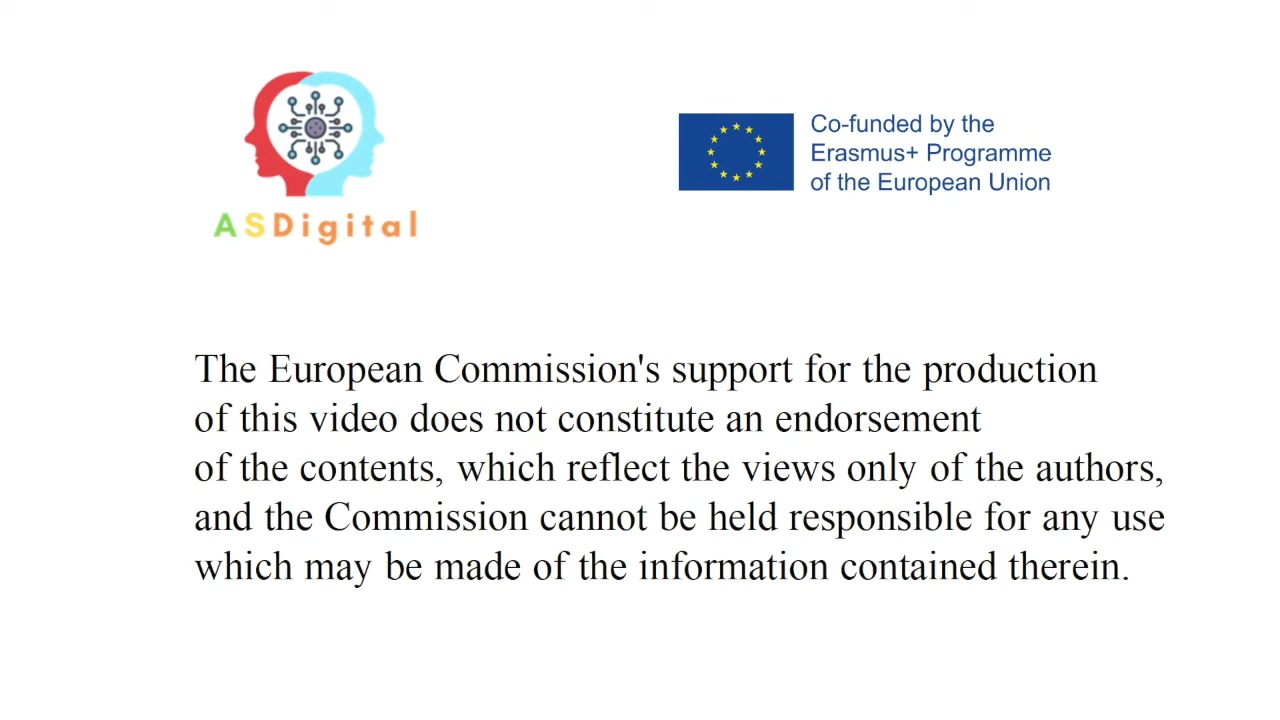 ASDigital
Co-funded by the
Erasmus+ Programme
of the European Union
The European Commission's support for the production
of this video does not constitute an endorsement
of the contents, which reflect the views only of the authors,
and the Commission cannot be held responsible for any use
which may be made of the information contained therein.